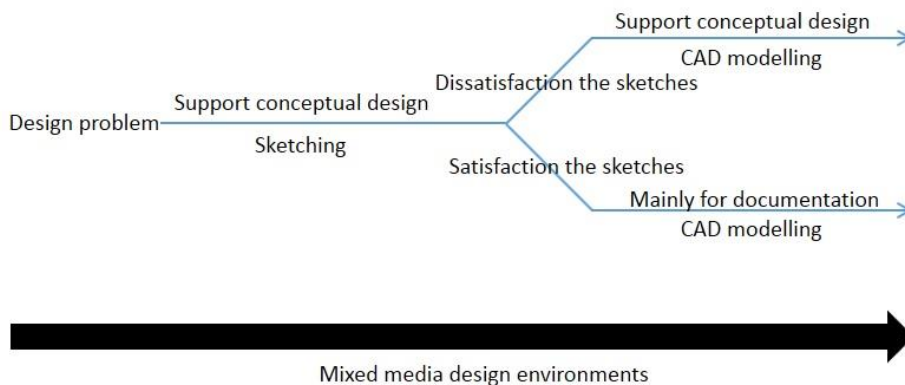 Support conceptual design
CAD modelling
Dissatisfaction the sketches
Support conceptual design
Design problem
Sketching
Satisfaction the sketches
Mainly for documentation
CAD modelling
Mixed media design environments